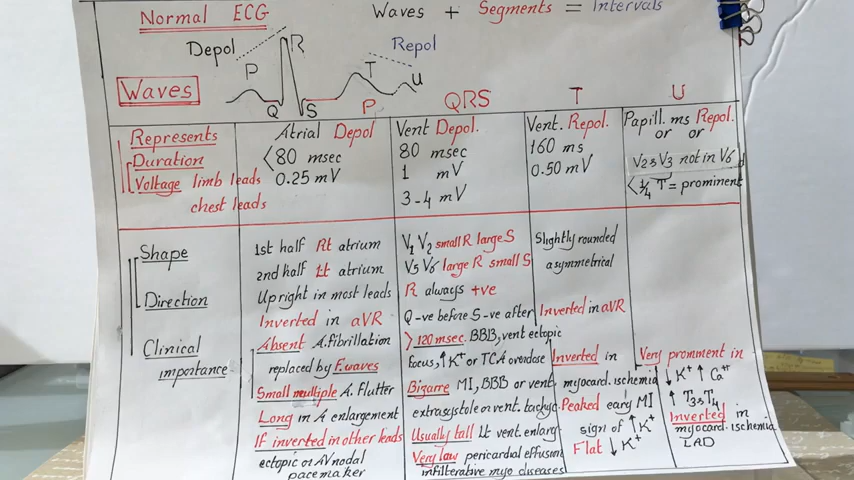 Normal ECG
Waves + Segments = Intervals
Depol
R
Repol
P
T
U
Waves
Q
S
P
QRS
T
U
Represents
Atrial Depol
Vent Depol.
Vent. Repol.
Papill. ms Repol.
or or
Duration
<80 msec
80 msec
160 ms
V2,3 V3 not in V6
Voltage limb leads
0.25 mV
1 mV
0.50 mV
<1/4 T = prominent
chest leads
3-4 mV
Shape
1st half Rt atrium
V1 V2 small R large S
Slightly rounded
2nd half Lt atrium
V5 V6 large R small S
asymmetrical
Direction
Upright in most leads
R always +ve
Inverted in aVR
Q -ve before S -ve after
Inverted in aVR
Clinical
importance
Absent A. fibrillation
>120 msec. BBB, vent ectopic
replaced by F. waves
focus, ↑K+ or TCA overdose
Inverted in
Very prominent in
Small multiple A. flutter
Bizarre MI, BBB or vent.
myocard. ischemia
↓K+ ↑Ca++
Long in A enlargement
extrasystole or vent. tachyc.
Peaked early MI
↑T3, T4
If inverted in other leads
Usually tall Lt vent. enlarg.
sign of ↑K+
Inverted in
ectopic or AV nodal
Very low pericardial effusion
Flat ↓K+
myocard. ischemia
pacemaker
infilterative myo diseases
LAD